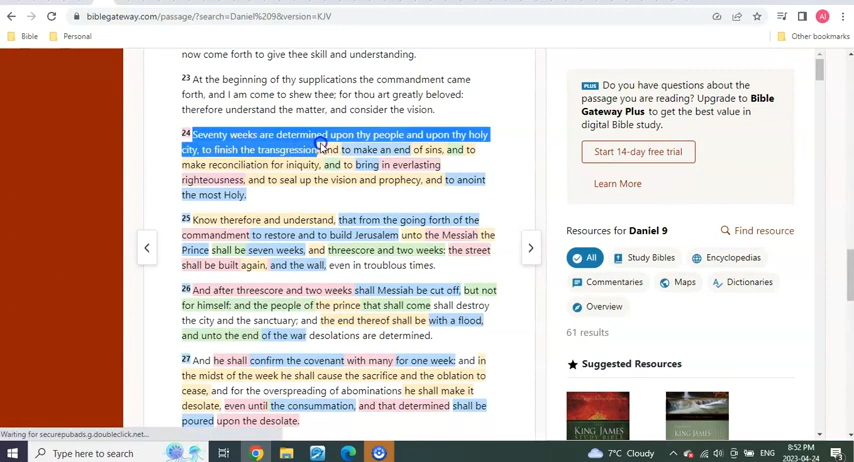 biblegateway.com/passage/?search=Daniel%209&version=KJV
AI
Bible
Personal
Other bookmarks
now come forth to give thee skill and understanding.
23 At the beginning of thy supplications the commandment came
forth, and I am come to shew thee; for thou art greatly beloved:
therefore understand the matter, and consider the vision.
24 Seventy weeks are determined upon thy people and upon thy holy
city, to finish the transgression, and to make an end of sins, and to
make reconciliation for iniquity, and to bring in everlasting
righteousness, and to seal up the vision and prophecy, and to anoint
the most Holy.
25 Know therefore and understand, that from the going forth of the
commandment to restore and to build Jerusalem unto the Messiah the
Prince shall be seven weeks, and threescore and two weeks: the street
shall be built again, and the wall, even in troublous times.
26 And after threescore and two weeks shall Messiah be cut off, but not
for himself: and the people of the prince that shall come shall destroy
the city and the sanctuary; and the end thereof shall be with a flood,
and unto the end of the war desolations are determined.
27 And he shall confirm the covenant with many for one week: and in
the midst of the week he shall cause the sacrifice and the oblation to
cease, and for the overspreading of abominations he shall make it
desolate, even until the consummation, and that determined shall be
poured upon the desolate.
PLUS Do you have questions about the
passage you are reading? Upgrade to Bible
Gateway Plus to get the best value in
digital Bible study.
Start 14-day free trial
Learn More
Resources for Daniel 9
Find resource
All
Study Bibles
Encyclopedias
Commentaries
Maps
Dictionaries
Overview
61 results
Suggested Resources
KING JAMES
KING JAMES
Waiting for securepubads.g.doubleclick.net...
Type here to search
7°C Cloudy
ENG
8:52 PM
2023-04-24